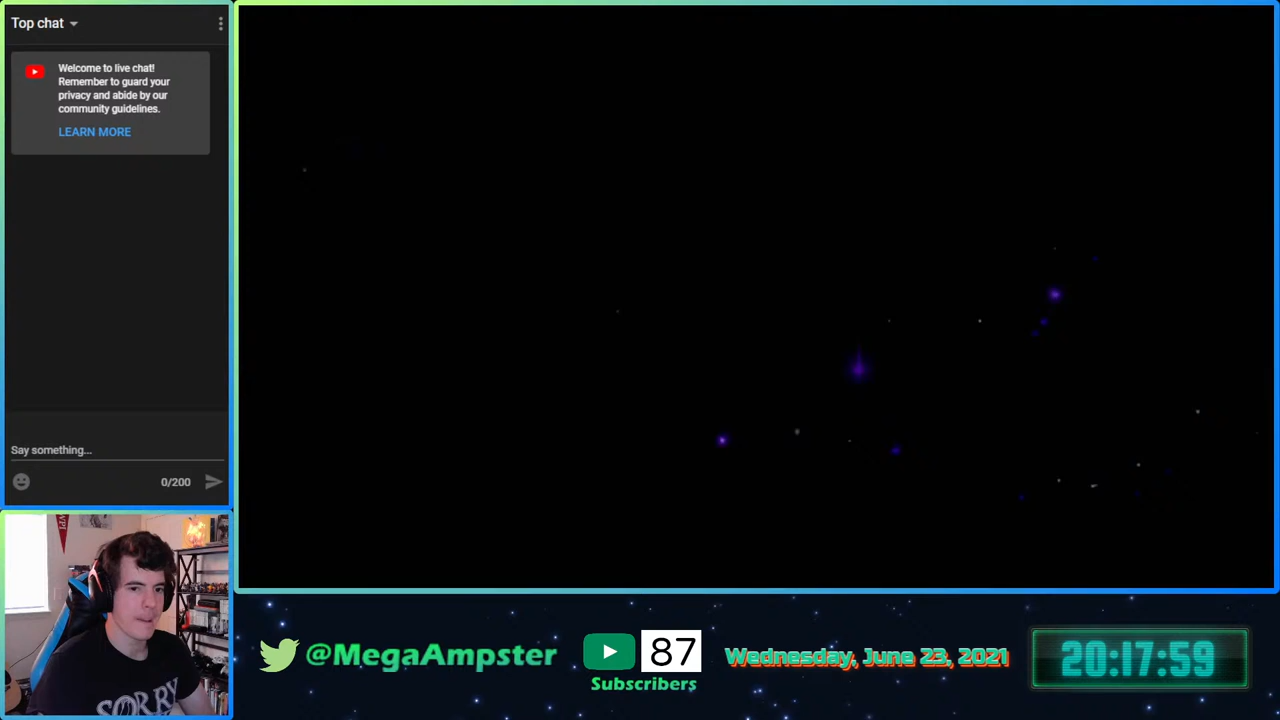 Top chat
Welcome to live chat!
Remember to guard your
privacy and abide by our
community guidelines.
LEARN MORE
Say something...
0/200
SORRY
@MegaAmpster
87
Subscribers
Wednesday, June 23, 2021
20:17:59